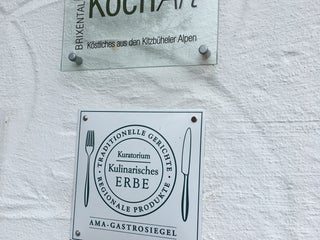 BRIXENTAL
KOCHArt
Köstliches aus den Kitzbüheler Alpen
TRADITIONELLE GERICHTE
Kuratorium
Kulinarisches
ERBE
REGIONALE PRODUKTE
AMA-GASTROSIEGEL